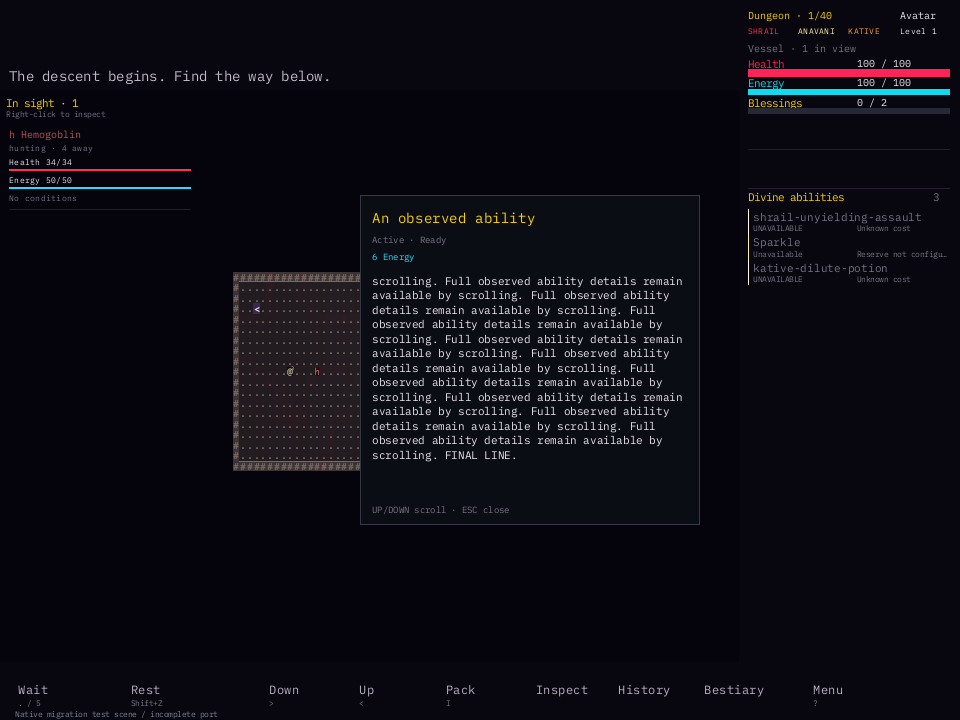 Dungeon · 1/40 Avatar
SHRAIL ANAVANI KATIVE Level 1
Vessel · 1 in view
Health 100 / 100
Energy 100 / 100
Blessings 0 / 2
The descent begins. Find the way below.
In sight · 1
Right-click to inspect
h Hemogoblin
hunting · 4 away
Health 34/34
Energy 50/50
No conditions
Divine abilities 3
shrail-unyielding-assault
UNAVAILABLE Unknown cost
Sparkle
Unavailable Reserve not configu…
kative-dilute-potion
UNAVAILABLE Unknown cost
An observed ability
Active · Ready
6 Energy
scrolling. Full observed ability details remain
available by scrolling. Full observed ability
details remain available by scrolling. Full
observed ability details remain available by
scrolling. Full observed ability details remain
available by scrolling. Full observed ability
details remain available by scrolling. Full
observed ability details remain available by
scrolling. Full observed ability details remain
available by scrolling. Full observed ability
details remain available by scrolling. Full
observed ability details remain available by
scrolling. FINAL LINE.
UP/DOWN scroll · ESC close
<
@ h
Wait Rest Down Up Pack Inspect History Bestiary Menu
. / 5 Shift+Z > < I ?
Native migration test scene / incomplete port